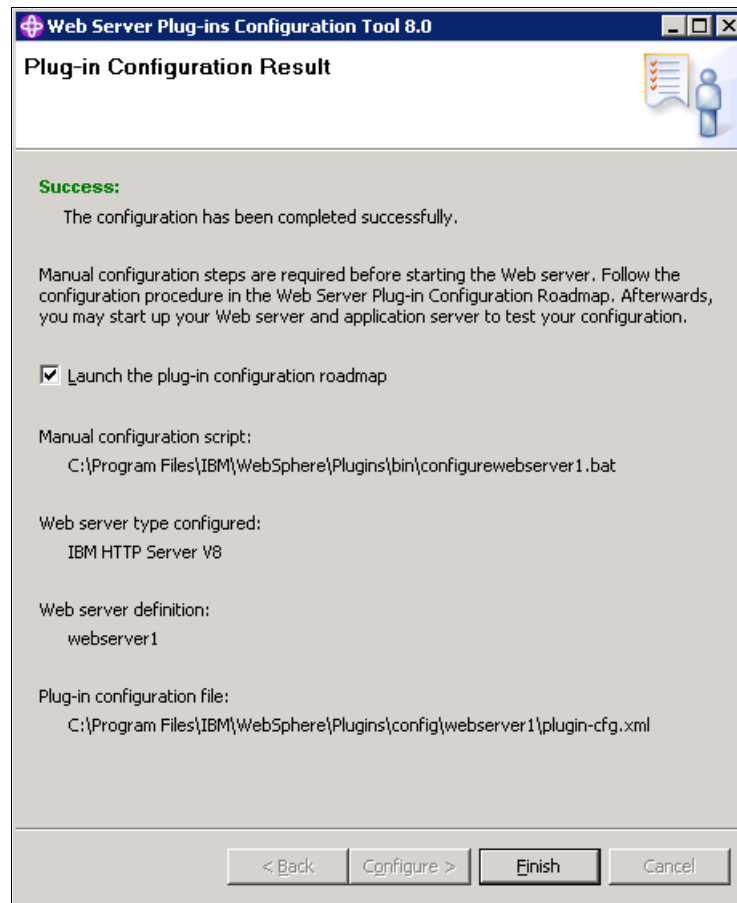 Web Server Plug-ins Configuration Tool 8.0
Plug-in Configuration Result
Success:
The configuration has been completed successfully.
Manual configuration steps are required before starting the Web server. Follow the
configuration procedure in the Web Server Plug-in Configuration Roadmap. Afterwards,
you may start up your Web server and application server to test your configuration.
Launch the plug-in configuration roadmap
Manual configuration script:
C:\Program Files\IBM\WebSphere\Plugins\bin\configurewebserver1.bat
Web server type configured:
IBM HTTP Server V8
Web server definition:
webserver1
Plug-in configuration file:
C:\Program Files\IBM\WebSphere\Plugins\config\webserver1\plugin-cfg.xml
< Back Configure > Finish Cancel